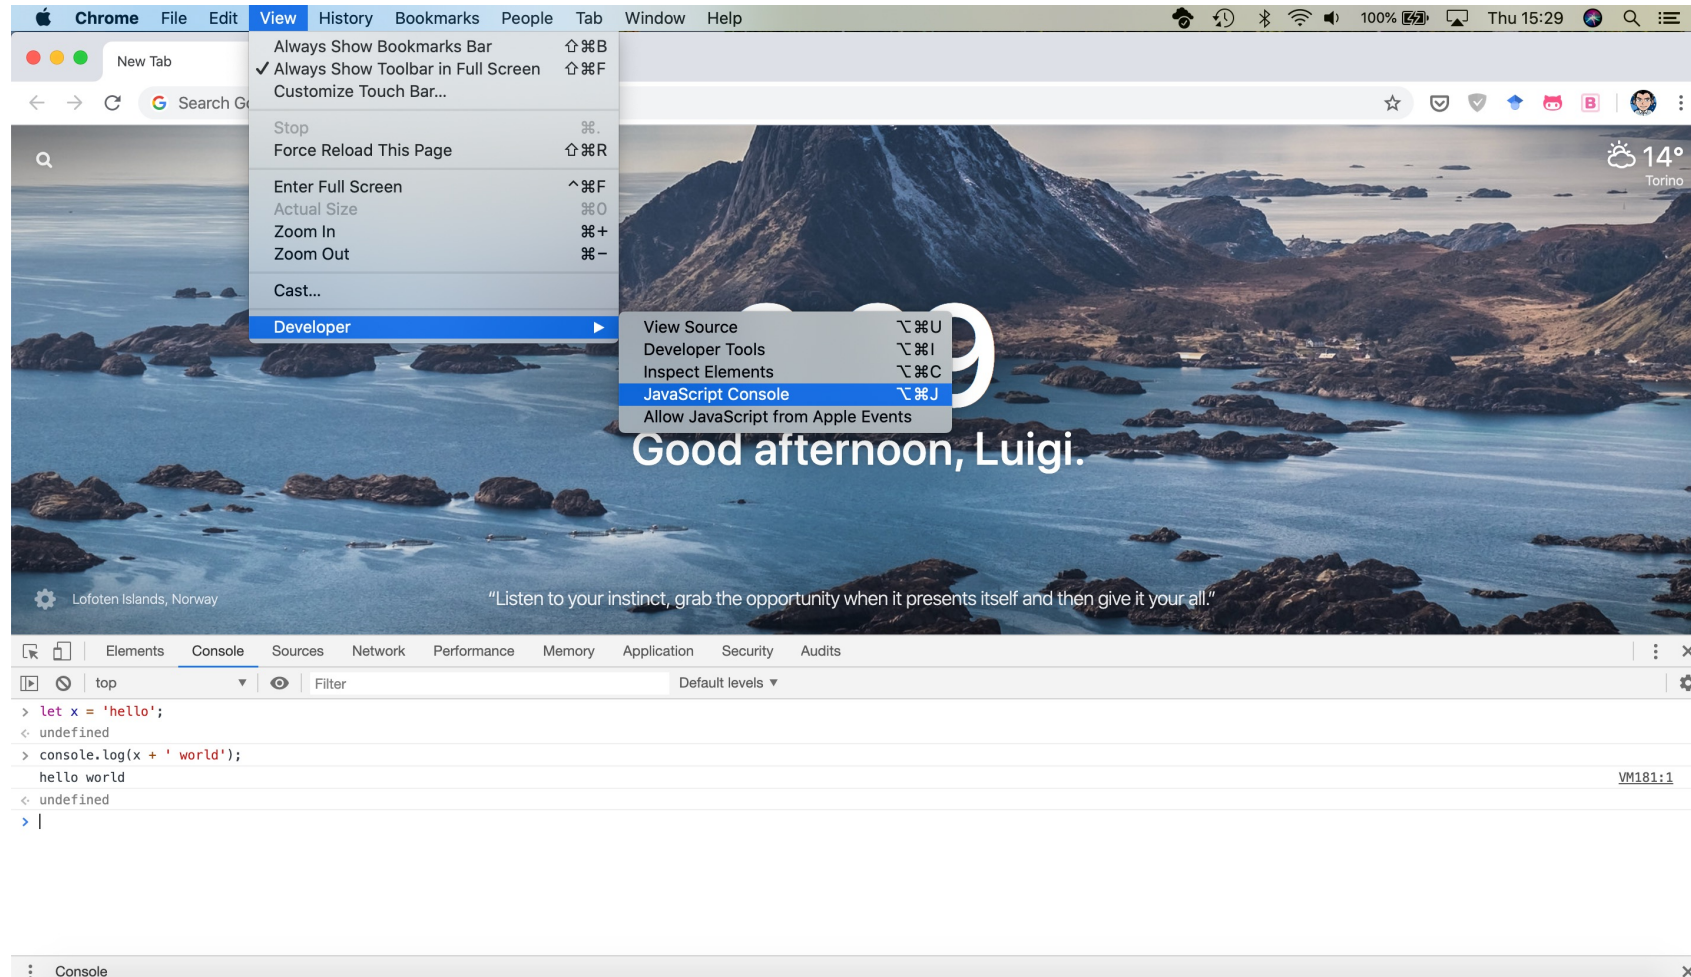 Chrome File Edit View History Bookmarks People Tab Window Help 100% Thu 15:29
New Tab
Always Show Bookmarks Bar ⇧⌘B
✓ Always Show Toolbar in Full Screen ⇧⌘F
Customize Touch Bar...
G Search Go
B
Stop ⌘.
Force Reload This Page ⇧⌘R
Enter Full Screen ^⌘F
Actual Size ⌘0
Zoom In ⌘+
Zoom Out ⌘−
Cast...
Developer ▶
14°
Torino
View Source ⌥⌘U
Developer Tools ⌥⌘I
Inspect Elements ⌥⌘C
JavaScript Console ⌥⌘J
Allow JavaScript from Apple Events
9
Good afternoon, Luigi.
Lofoten Islands, Norway
“Listen to your instinct, grab the opportunity when it presents itself and then give it your all.”
Elements Console Sources Network Performance Memory Application Security Audits
top ▼ Filter Default levels ▼
> let x = 'hello';
<· undefined
> console.log(x + ' world');
hello world VM181:1
<· undefined
>
Console